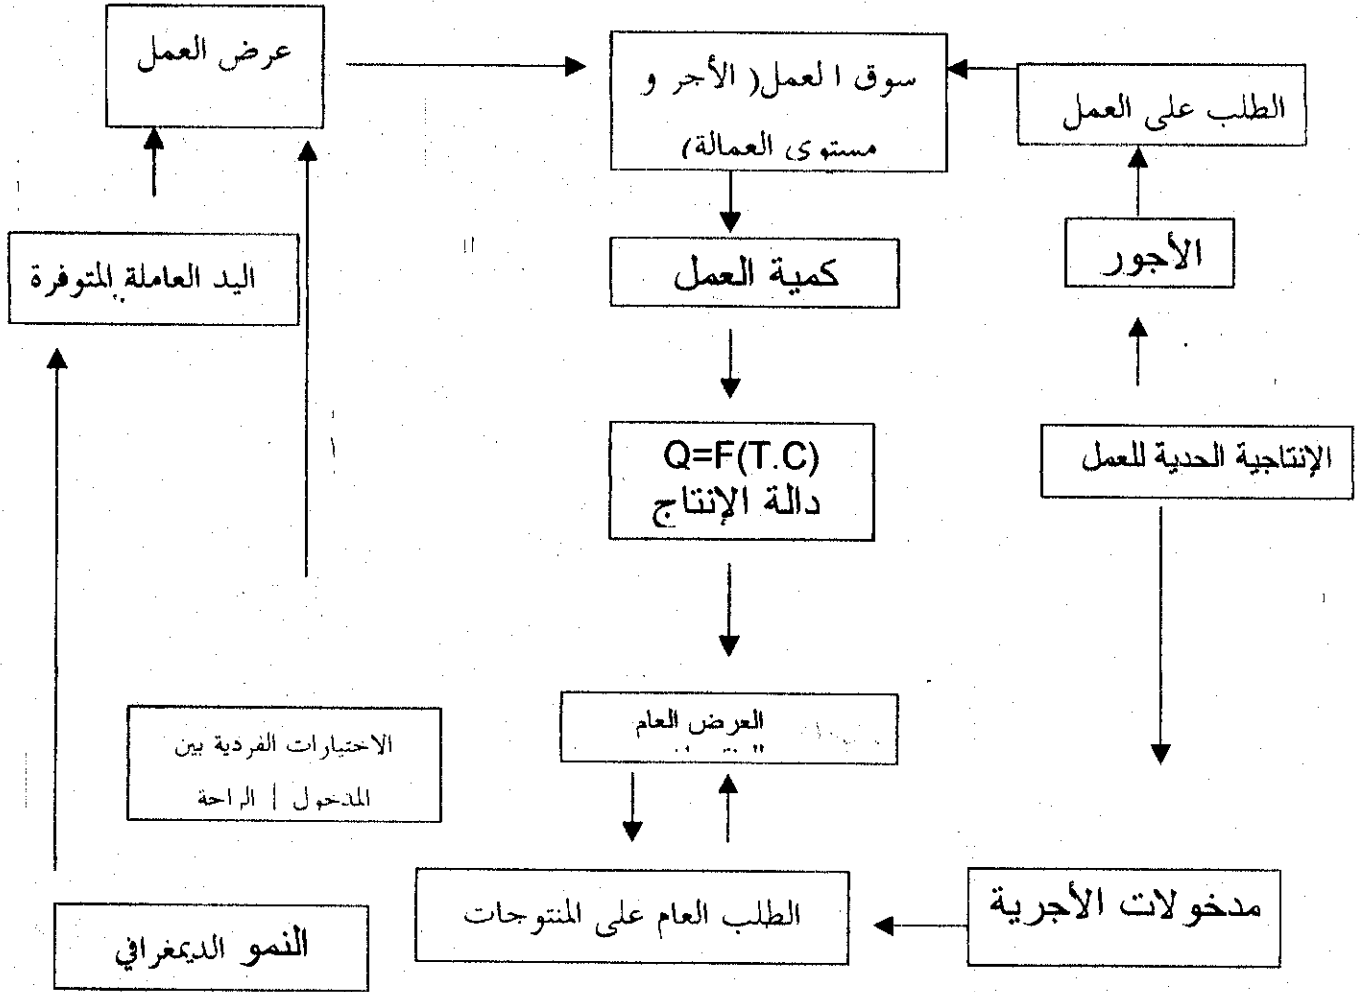 عرض العمل
سوق العمل( الأجر و
مستوى العمالة)
الطلب على العمل
اليد العاملة المتوفرة
كمية العمل
الأجور
Q=F(T.C)
دالة الإنتاج
الإنتاجية الحدية للعمل
الاختيارات الفردية بين
المدخول | الراحة
العرض العام
الطلب العام على المنتوجات
مدخولات الأجرية
النمو الديمغرافي